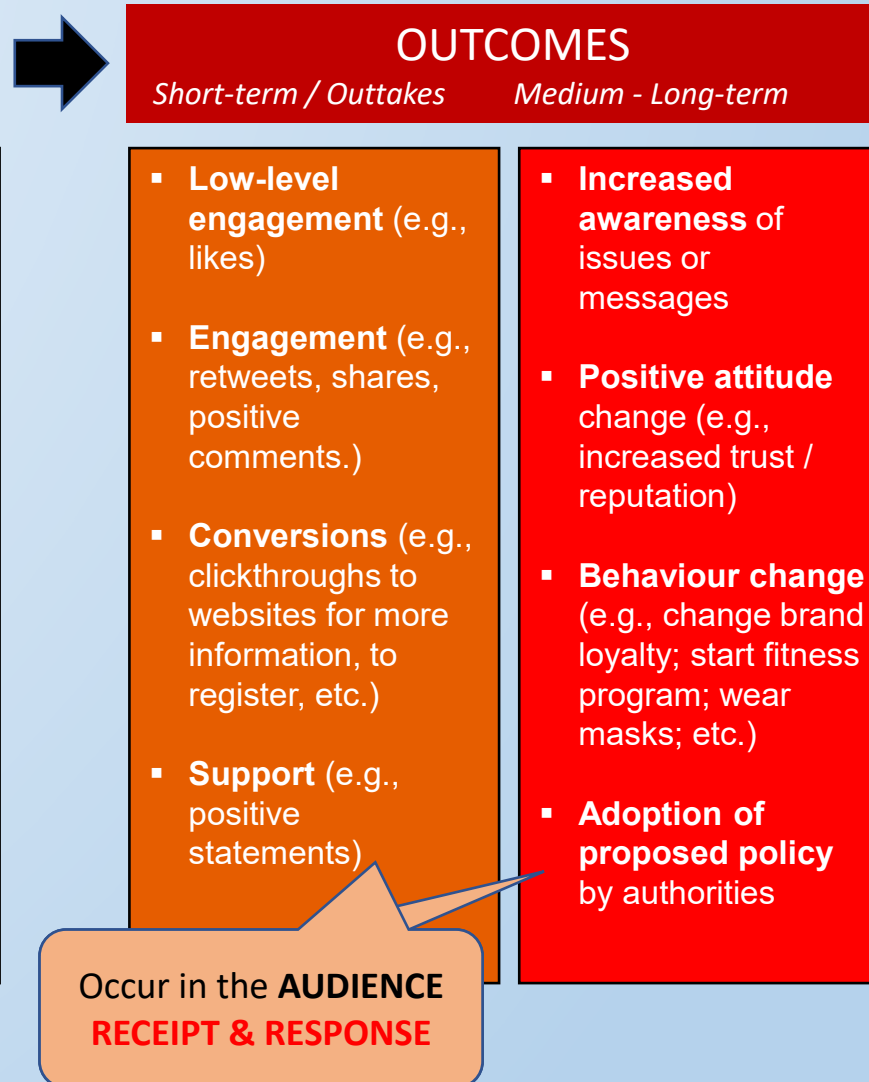 OUTCOMES
Short-term / Outtakes
Medium - Long-term
▪ Low-level
engagement (e.g.,
likes)
▪ Engagement (e.g.,
retweets, shares,
positive
comments.)
▪ Conversions (e.g.,
clickthroughs to
websites for more
information, to
register, etc.)
▪ Support (e.g.,
positive
statements)
▪ Increased
awareness of
issues or
messages
▪ Positive attitude
change (e.g.,
increased trust /
reputation)
▪ Behaviour change
(e.g., change brand
loyalty; start fitness
program; wear
masks; etc.)
▪ Adoption of
proposed policy
by authorities
Occur in the AUDIENCE
RECEIPT & RESPONSE